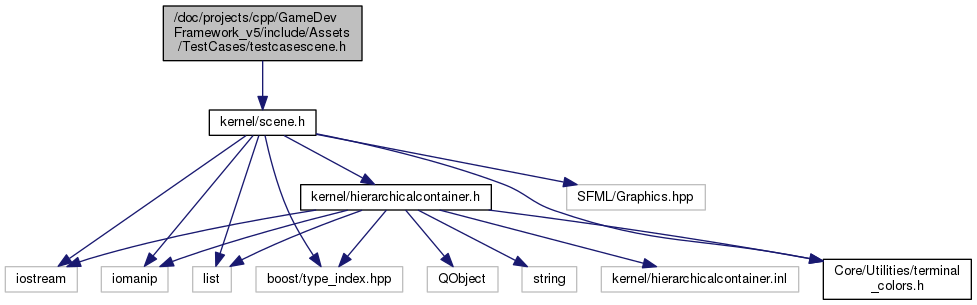 /doc/projects/cpp/GameDev
Framework_v5/include/Assets
/TestCases/testcasescene.h
kernel/scene.h
kernel/hierarchicalcontainer.h
SFML/Graphics.hpp
iostream
iomanip
list
boost/type_index.hpp
QObject
string
kernel/hierarchicalcontainer.inl
Core/Utilities/terminal
_colors.h